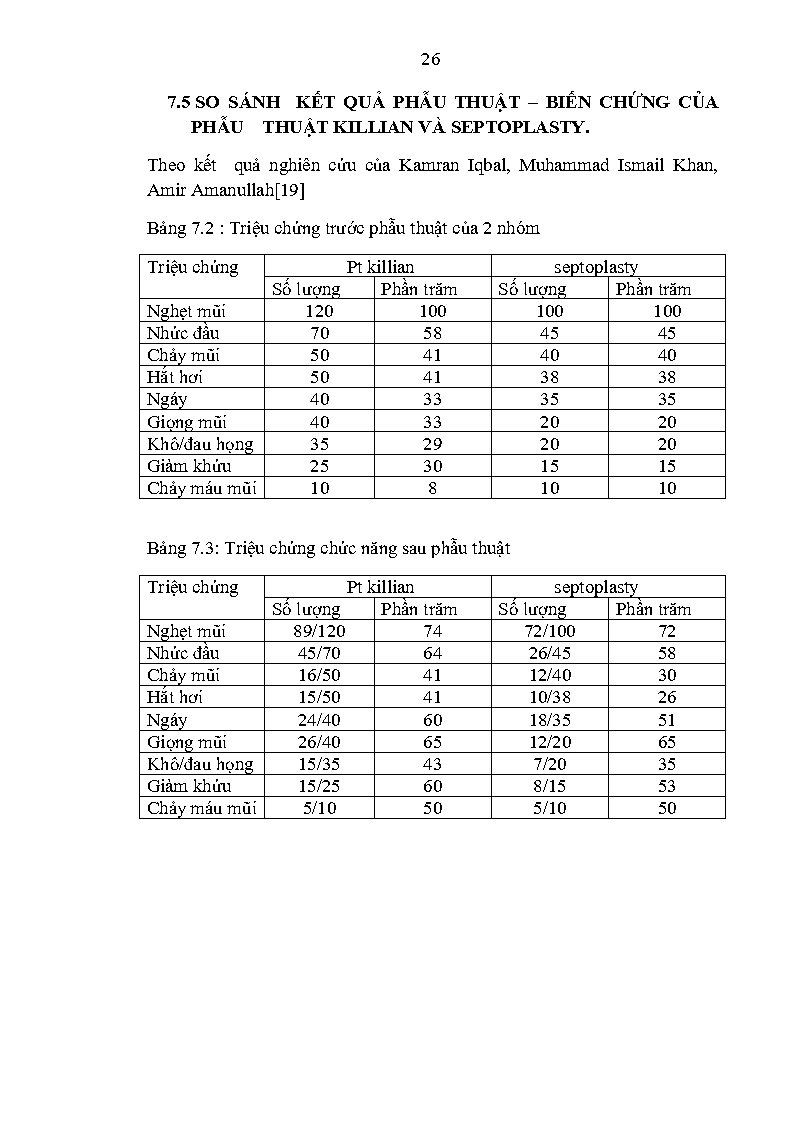 26
7.5 SO SÁNH KẾT QUẢ PHẪU THUẬT – BIẾN CHỨNG CỦA
PHẪU THUẬT KILLIAN VÀ SEPTOPLASTY.
Theo kết quả nghiên cứu của Kamran Iqbal, Muhammad Ismail Khan,
Amir Amanullah[19]
Bảng 7.2 : Triệu chứng trước phẫu thuật của 2 nhóm
Triệu chứng Pt killian septoplasty
Số lượng Phần trăm Số lượng Phần trăm
Nghẹt mũi 120 100 100 100
Nhức đầu 70 58 45 45
Chảy mũi 50 41 40 40
Hắt hơi 50 41 38 38
Ngáy 40 33 35 35
Giọng mũi 40 33 20 20
Khô/đau họng 35 29 20 20
Giảm khứu 25 30 15 15
Chảy máu mũi 10 8 10 10
Bảng 7.3: Triệu chứng chức năng sau phẫu thuật
Triệu chứng Pt killian septoplasty
Số lượng Phần trăm Số lượng Phần trăm
Nghẹt mũi 89/120 74 72/100 72
Nhức đầu 45/70 64 26/45 58
Chảy mũi 16/50 41 12/40 30
Hắt hơi 15/50 41 10/38 26
Ngáy 24/40 60 18/35 51
Giọng mũi 26/40 65 12/20 65
Khô/đau họng 15/35 43 7/20 35
Giảm khứu 15/25 60 8/15 53
Chảy máu mũi 5/10 50 5/10 50